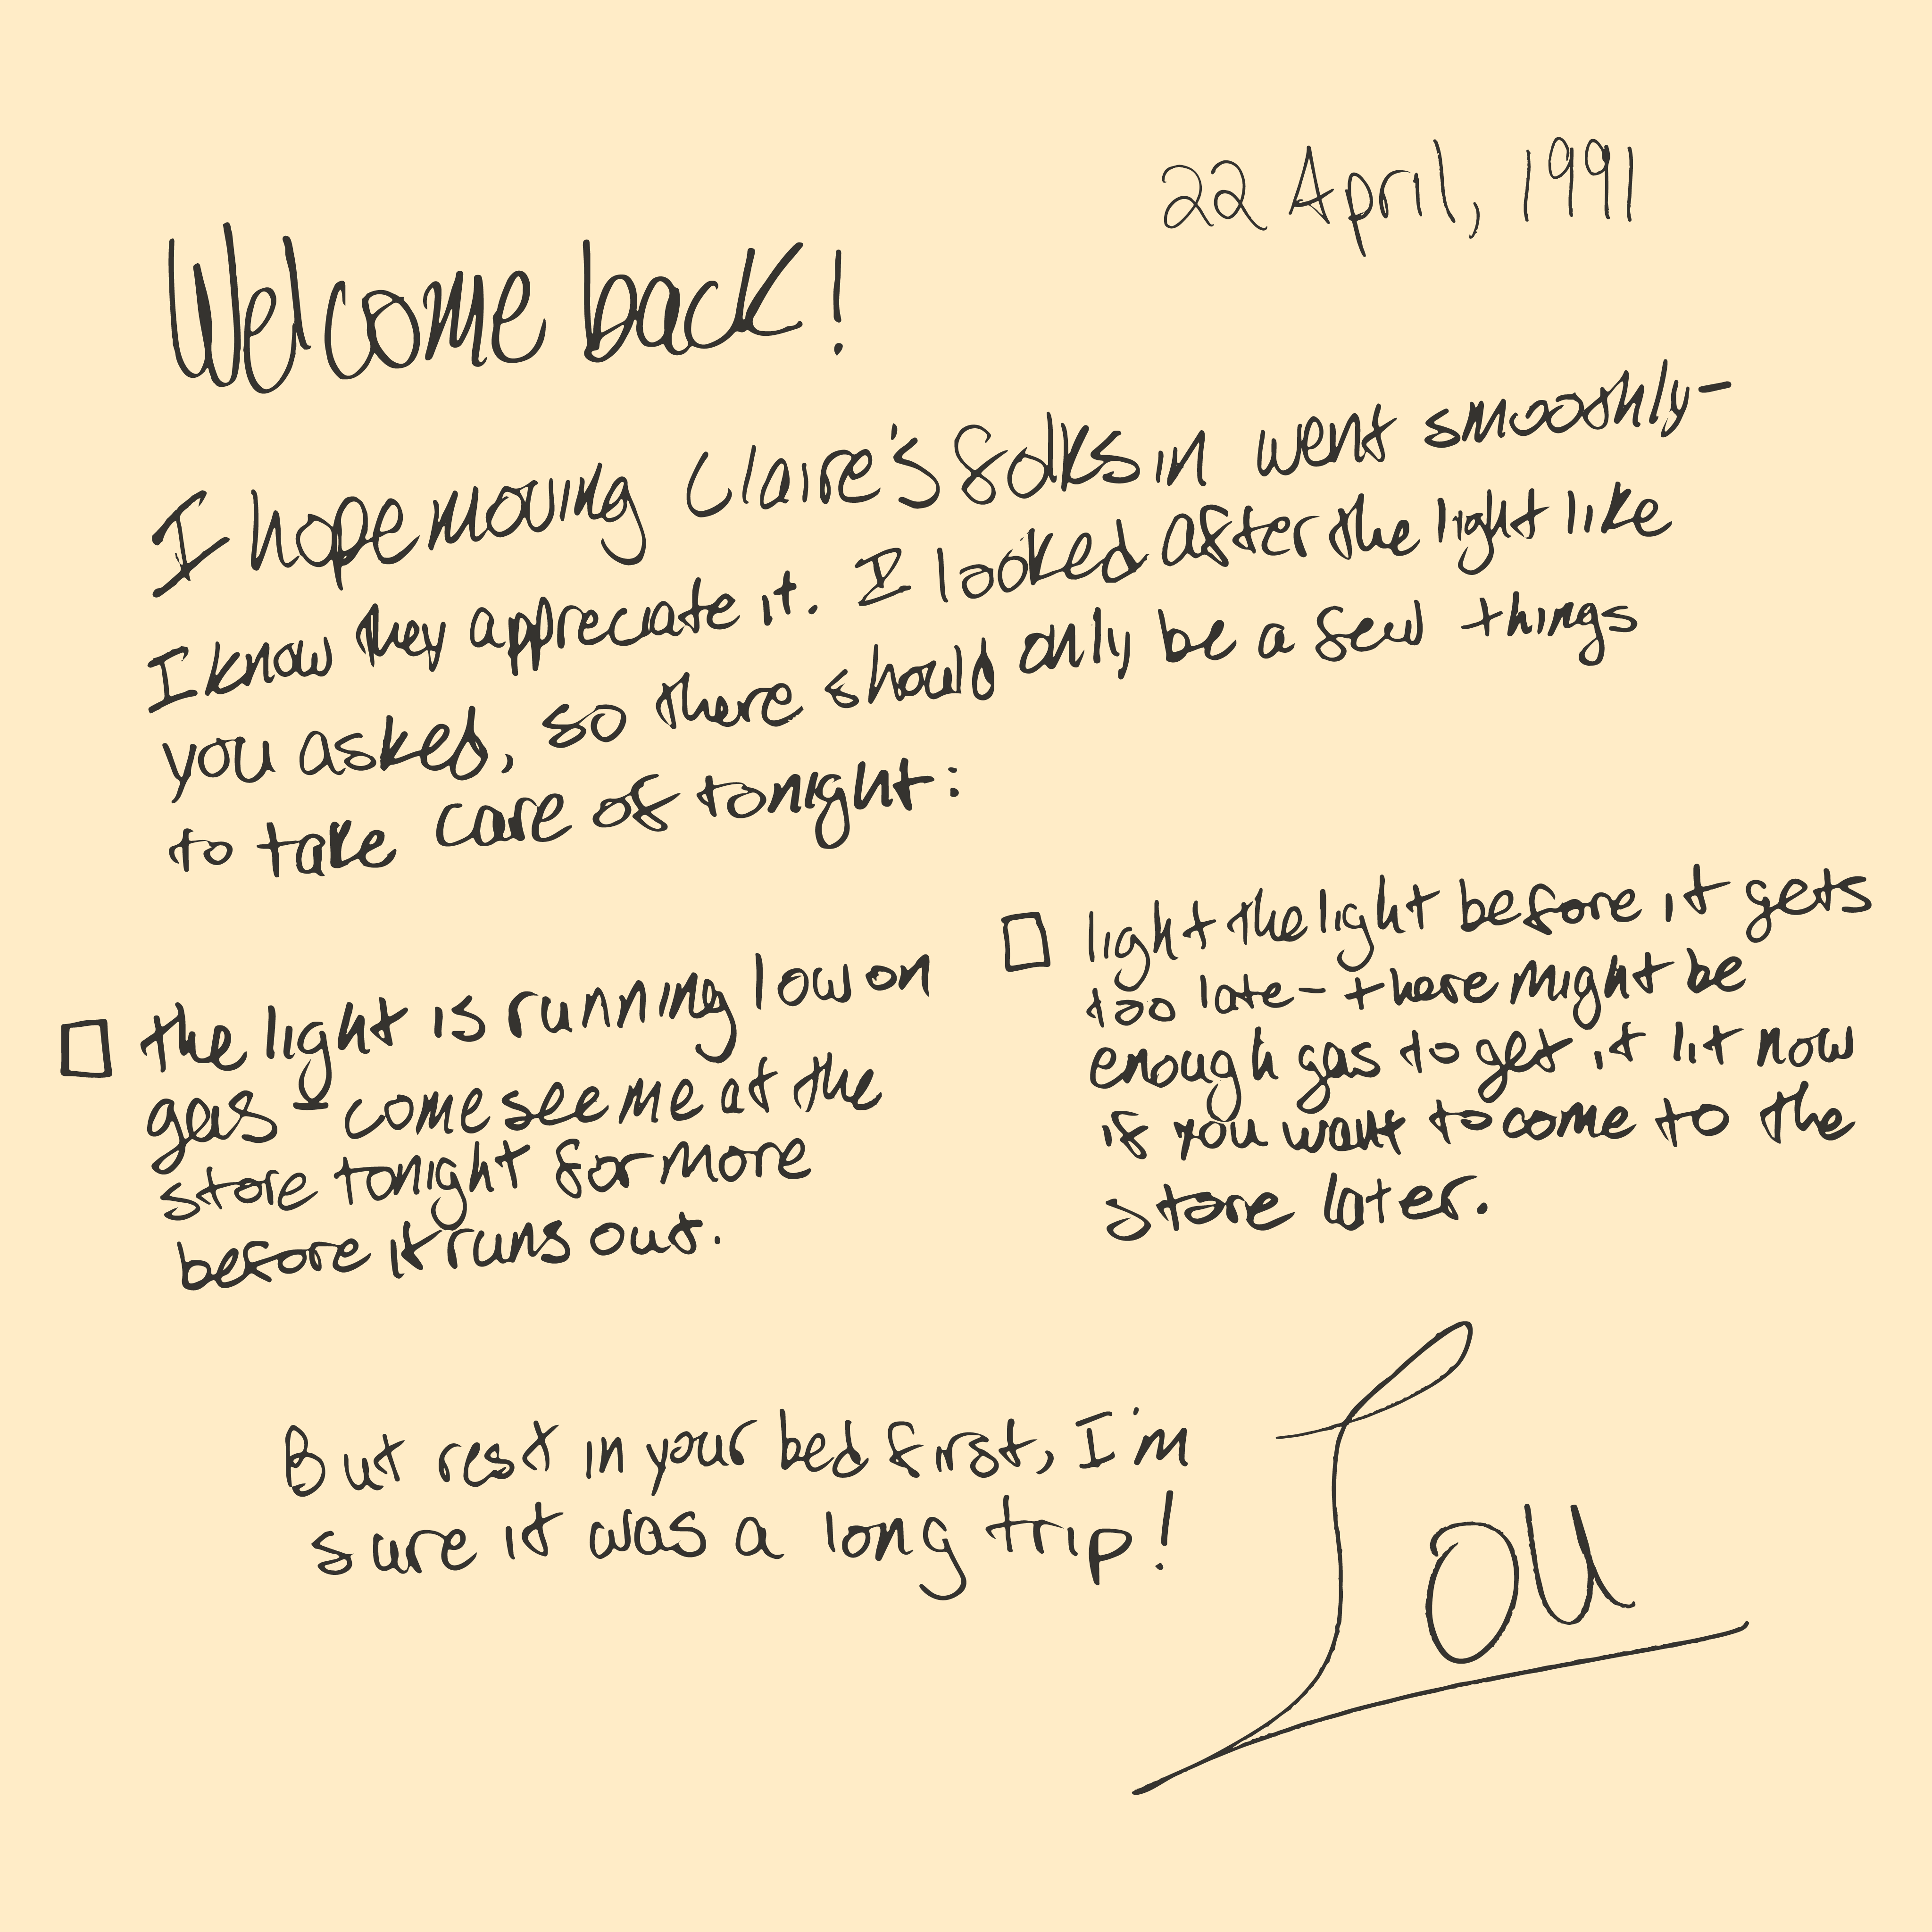 22 April, 1991
Welcome back!
I hope moving Claire's folks in went smoothly-
I know they appreciate it. I looked after the light like
you asked, so there should only be a few things
to take care of tonight:
The light is running low on
gas - come see me at the
store tonight for more
before it runs out.
light the light before it gets
too late - there might be
enough gas to get it lit now
if you want to come to the
store later.
But rest in your bed first, I'm
sure it was a long trip!
Lou